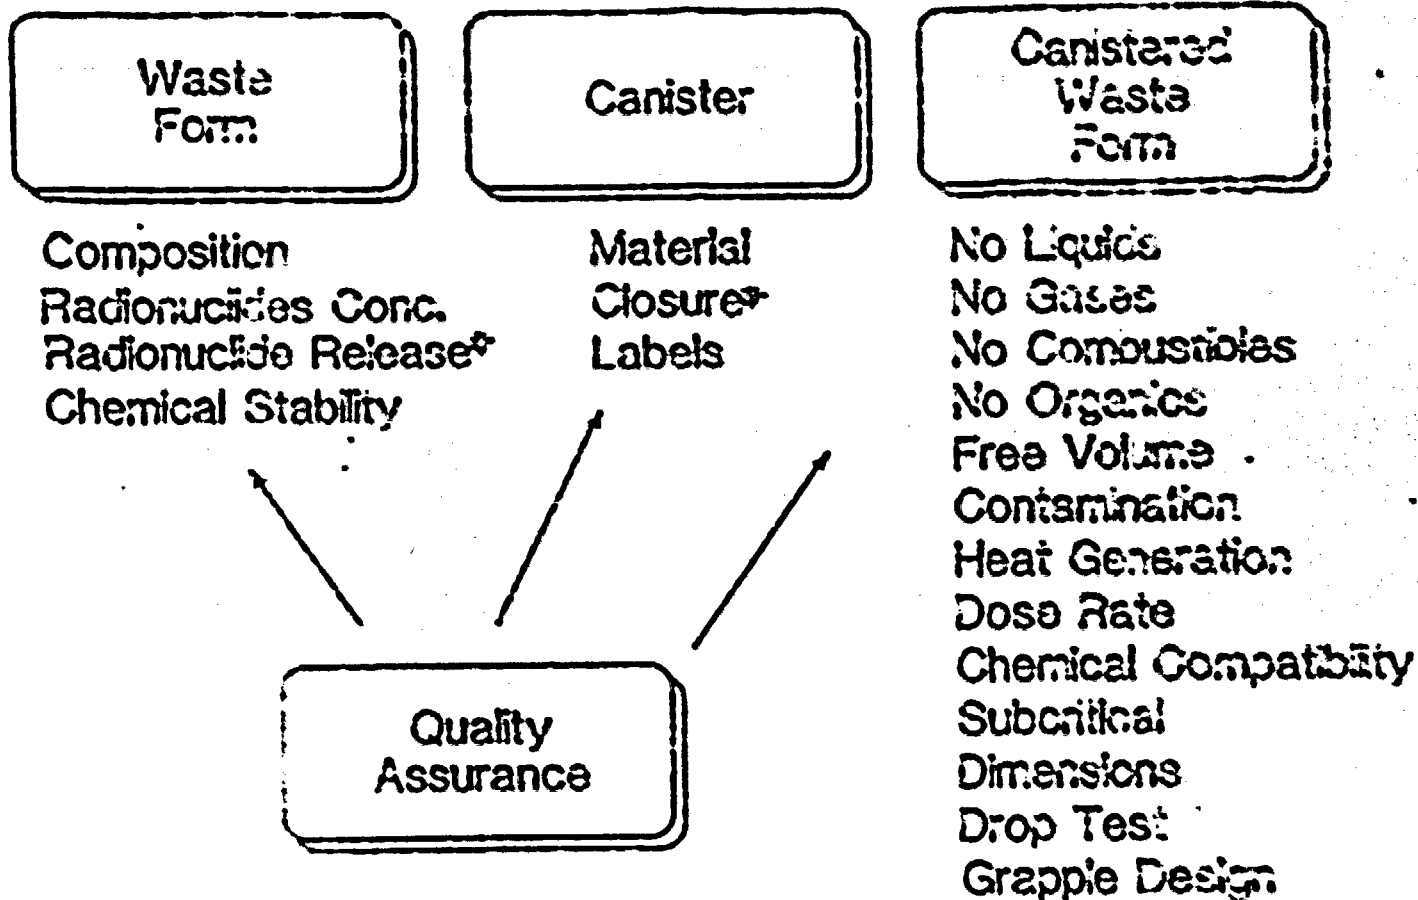 Waste
Form
Canister
Canistered
Waste
Form
Composition
Radionuclides Conc.
Radionuclide Release*
Chemical Stability
Material
Closure*
Labels
No Liquids
No Gases
No Combustibles
No Organics
Free Volume
Contamination
Heat Generation
Dose Rate
Chemical Compatibility
Subcritical
Dimensions
Drop Test
Grapple Design
Quality
Assurance